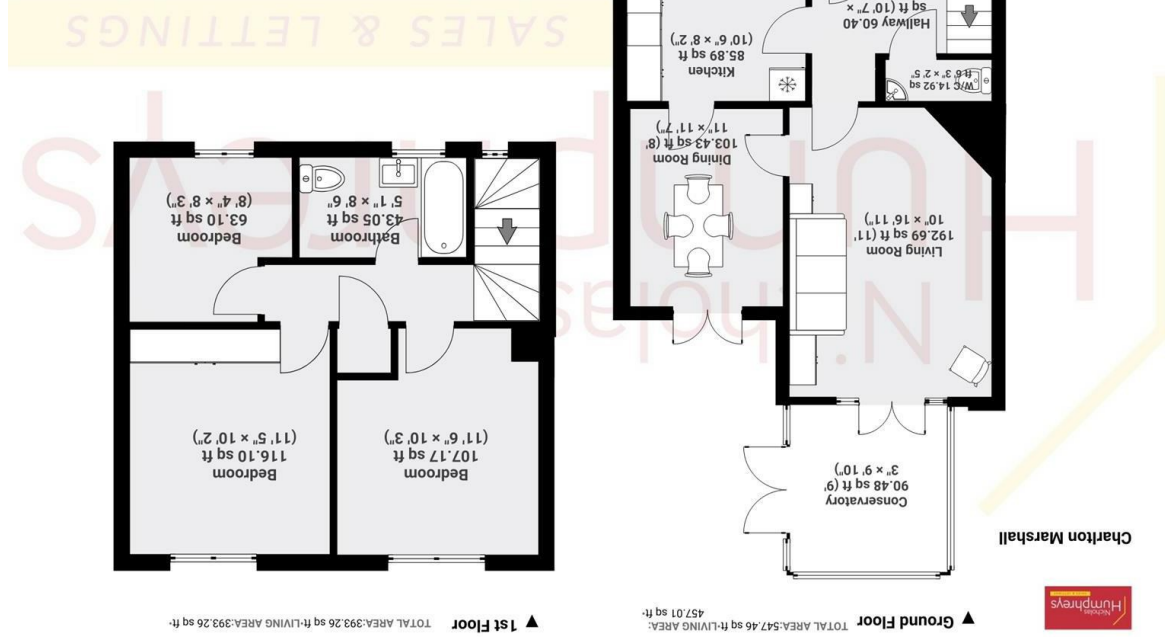 Nicholas
Humphreys
SALES & LETTINGS
Charlton Marshall
▼ Ground Floor TOTAL AREA:547.46 sq ft·LIVING AREA:
457.01 sq ft·
Conservatory
90.48 sq ft (9'
3" × 9' 10")
Living Room
192.69 sq ft (11'
10" × 16' 11")
Dining Room
103.43 sq ft (8'
11" × 11' 7")
W/C 14.92 sq
ft 6' 3" × 2' 5"
Kitchen
85.89 sq ft
(10' 6" × 8' 2")
Hallway 60.40
sq ft (10' 7" ×
▼ 1st Floor TOTAL AREA:393.26 sq ft·LIVING AREA:393.26 sq ft·
Bedroom
107.17 sq ft
(11' 6" × 10' 3")
Bedroom
116.10 sq ft
(11' 5" × 10' 2")
Bathroom
43.05 sq ft
5' 1" × 8' 6"
Bedroom
63.10 sq ft
(8' 4" × 8' 3")
Nicholas
Humphreys
SALES & LETTINGS